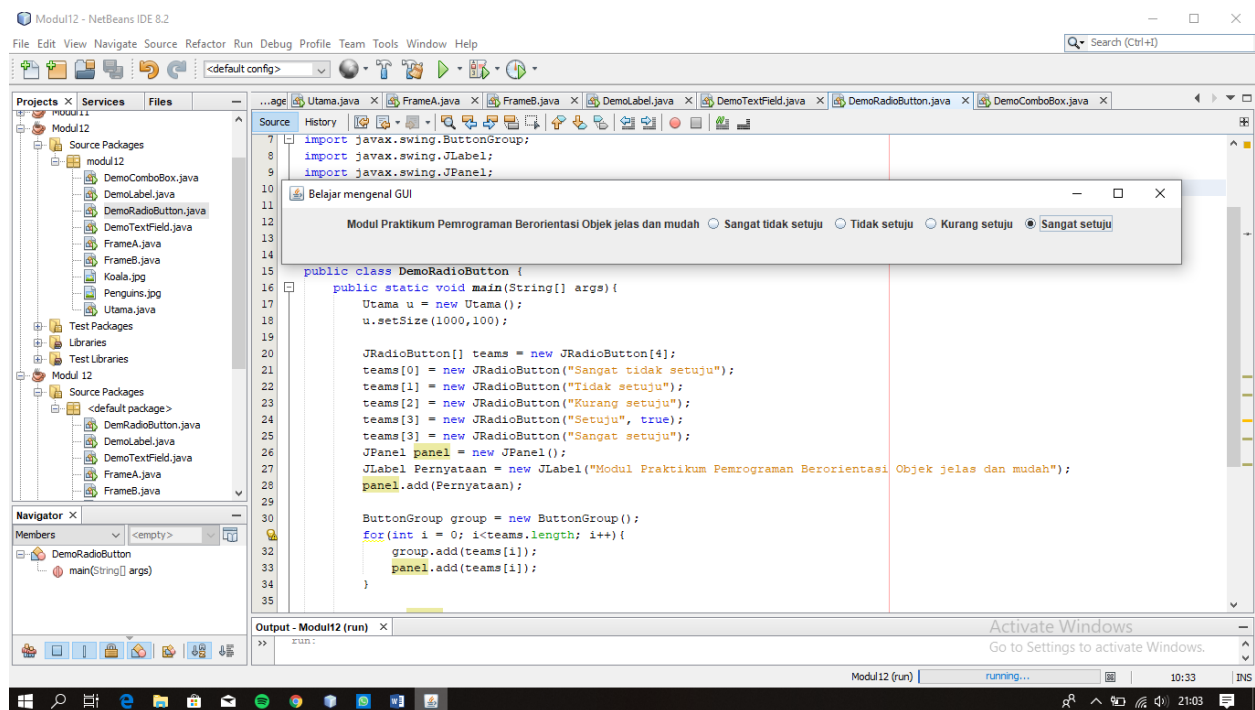 Modul12 - NetBeans IDE 8.2
File Edit View Navigate Source Refactor Run Debug Profile Team Tools Window Help
Search (Ctrl+I)
<default config>
Projects Services Files
...age Utama.java FrameA.java FrameB.java DemoLabel.java DemoTextField.java DemoRadioButton.java DemoComboBox.java
Source History
Modul11
Modul12
Source Packages
modul12
DemoComboBox.java
DemoLabel.java
DemoRadioButton.java
DemoTextField.java
FrameA.java
FrameB.java
Koala.jpg
Penguins.jpg
Utama.java
Test Packages
Libraries
Test Libraries
Modul 12
Source Packages
<default package>
DemRadioButton.java
DemoLabel.java
DemoTextField.java
FrameA.java
FrameB.java
7 import javax.swing.ButtonGroup;
8 import javax.swing.JLabel;
9 import javax.swing.JPanel;
10
11
12
13
14
Belajar mengenal GUI
Modul Praktikum Pemrograman Berorientasi Objek jelas dan mudah Sangat tidak setuju Tidak setuju Kurang setuju Sangat setuju
15 public class DemoRadioButton {
16 public static void main(String[] args){
17 Utama u = new Utama();
18 u.setSize(1000,100);
19
20 JRadioButton[] teams = new JRadioButton[4];
21 teams[0] = new JRadioButton("Sangat tidak setuju");
22 teams[1] = new JRadioButton("Tidak setuju");
23 teams[2] = new JRadioButton("Kurang setuju");
24 teams[3] = new JRadioButton("Setuju", true);
25 teams[3] = new JRadioButton("Sangat setuju");
26 JPanel panel = new JPanel();
27 JLabel Pernyataan = new JLabel("Modul Praktikum Pemrograman Berorientasi Objek jelas dan mudah");
28 panel.add(Pernyataan);
29
30 ButtonGroup group = new ButtonGroup();
for(int i = 0; i<teams.length; i++){
32 group.add(teams[i]);
33 panel.add(teams[i]);
34 }
35
Navigator
Members <empty>
DemoRadioButton
main(String[] args)
Output - Modul12 (run)
run:
Activate Windows
Go to Settings to activate Windows.
Modul12 (run) running... 10:33 INS
21:03